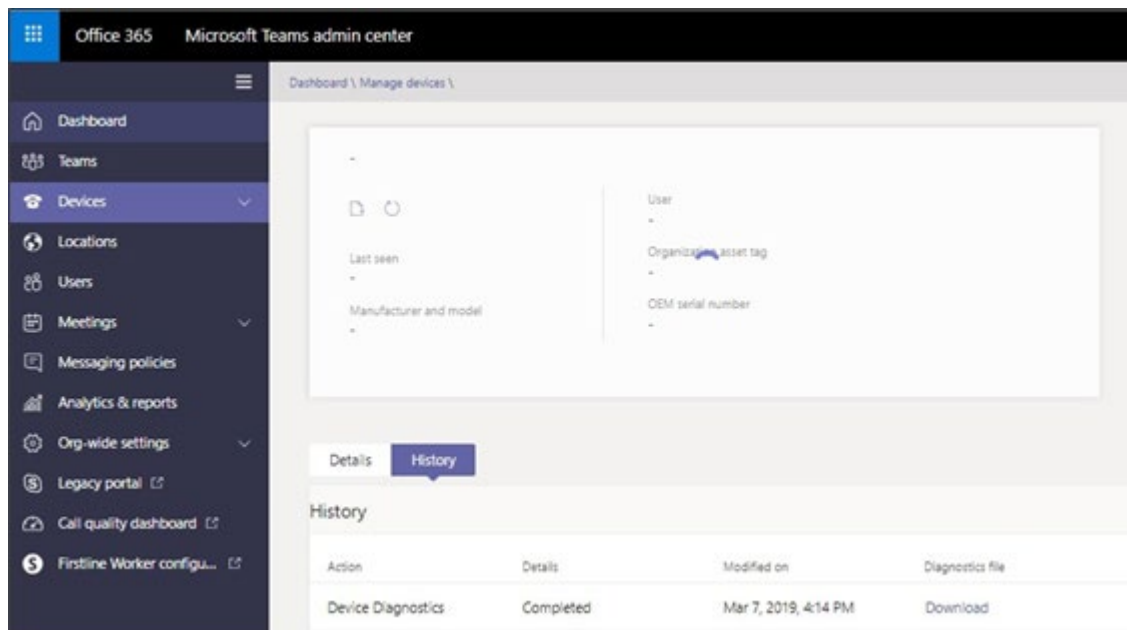 Office 365 Microsoft Teams admin center
Dashboard \ Manage devices \
Dashboard
Teams
Devices
Locations
Users
Meetings
Messaging policies
Analytics & reports
Org-wide settings
Legacy portal
Call quality dashboard
Firstline Worker configu...
-
Last seen
-
Manufacturer and model
-
User
-
Organization asset tag
-
OEM serial number
-
Details History
History
Action Details Modified on Diagnostics file
Device Diagnostics Completed Mar 7, 2019, 4:14 PM Download